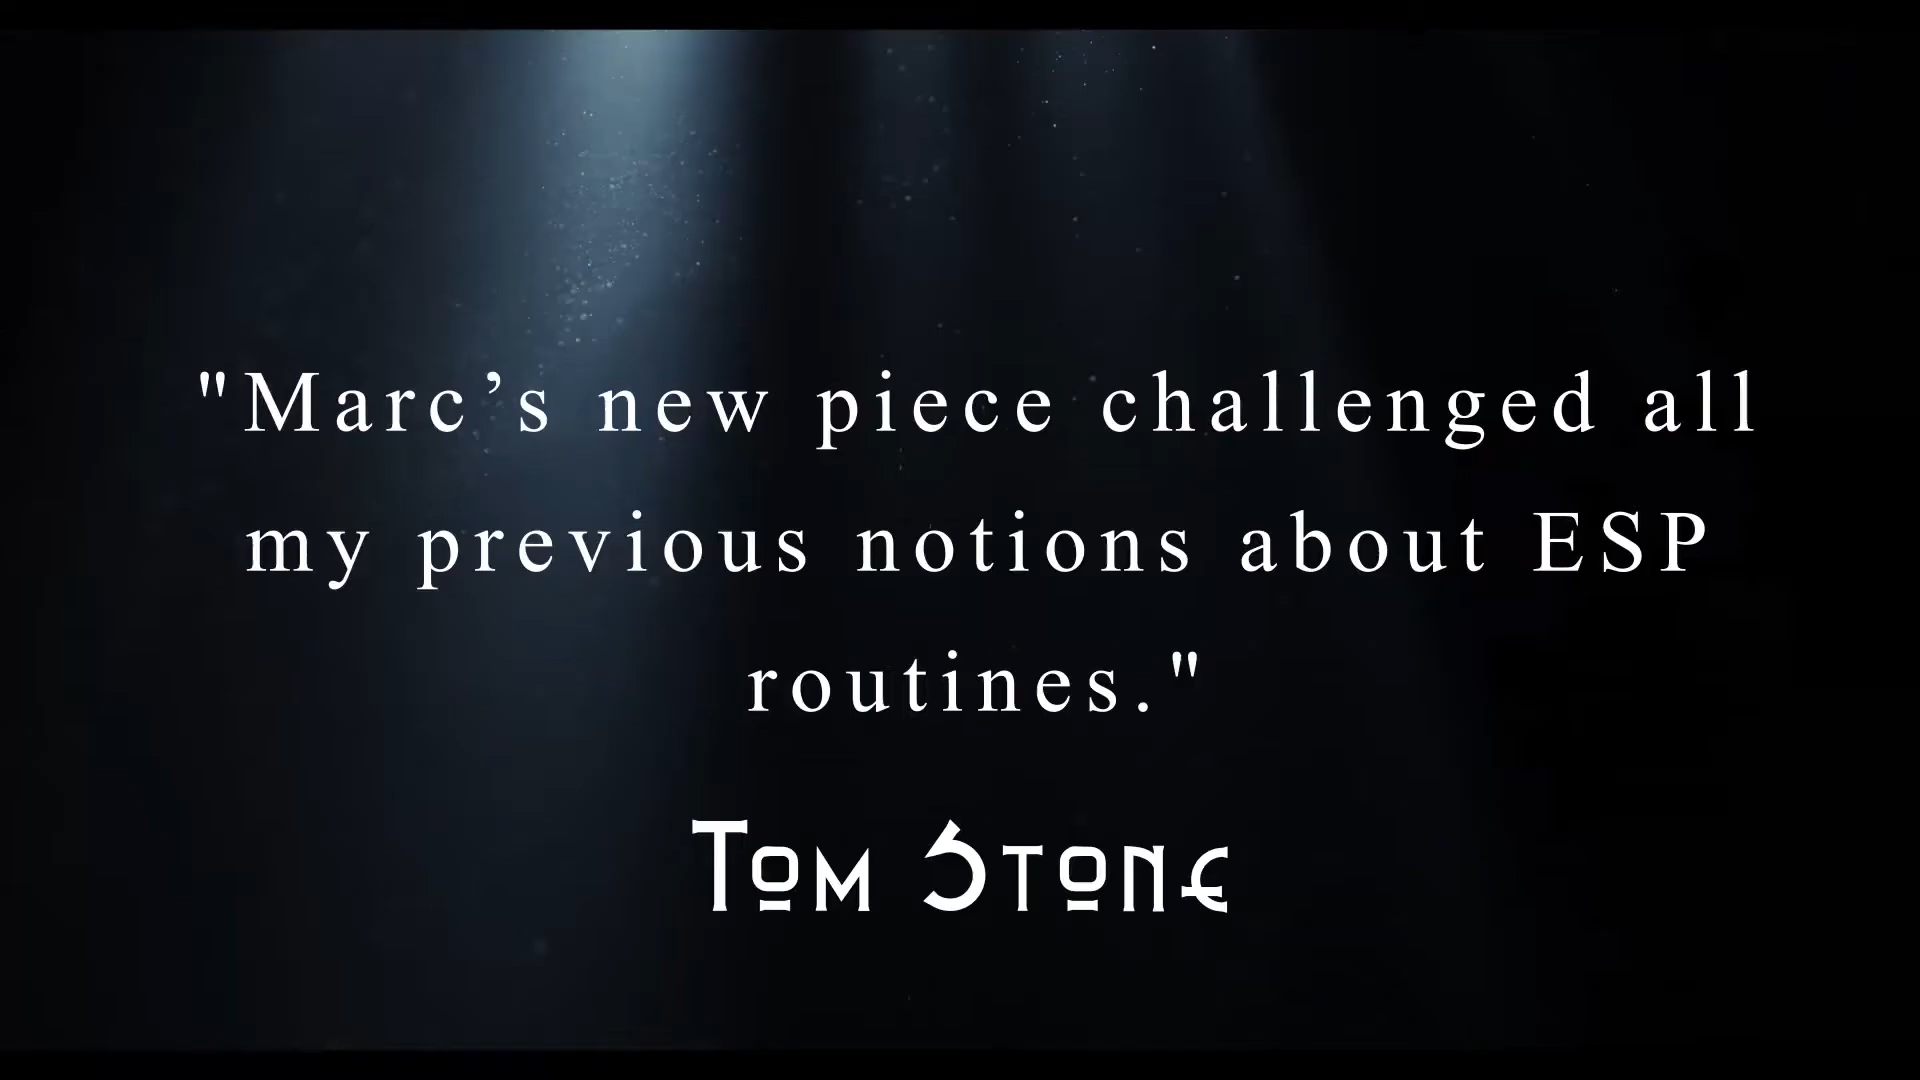 "Marc’s new piece challenged all
my previous notions about ESP
routines."
Tom Stone